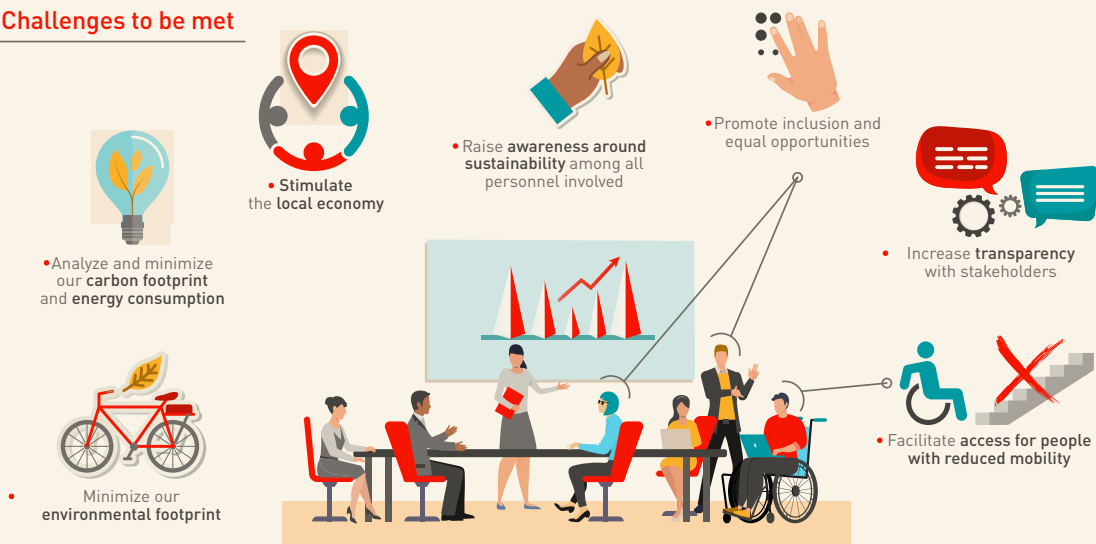 Challenges to be met
• Stimulate
the local economy
• Raise awareness around
sustainability among all
personnel involved
• Promote inclusion and
equal opportunities
• Increase transparency
with stakeholders
• Analyze and minimize
our carbon footprint
and energy consumption
• Facilitate access for people
with reduced mobility
• Minimize our
environmental footprint